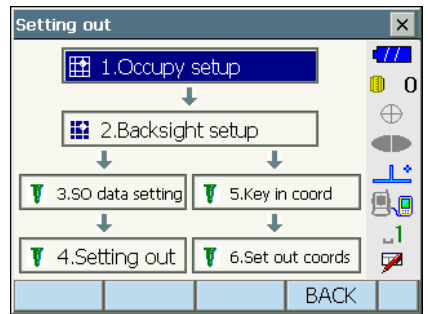 Setting out
1.Occupy setup
0
2.Backsight setup
3.SO data setting
5.Key in coord
1
4.Setting out
6.Set out coords
BACK